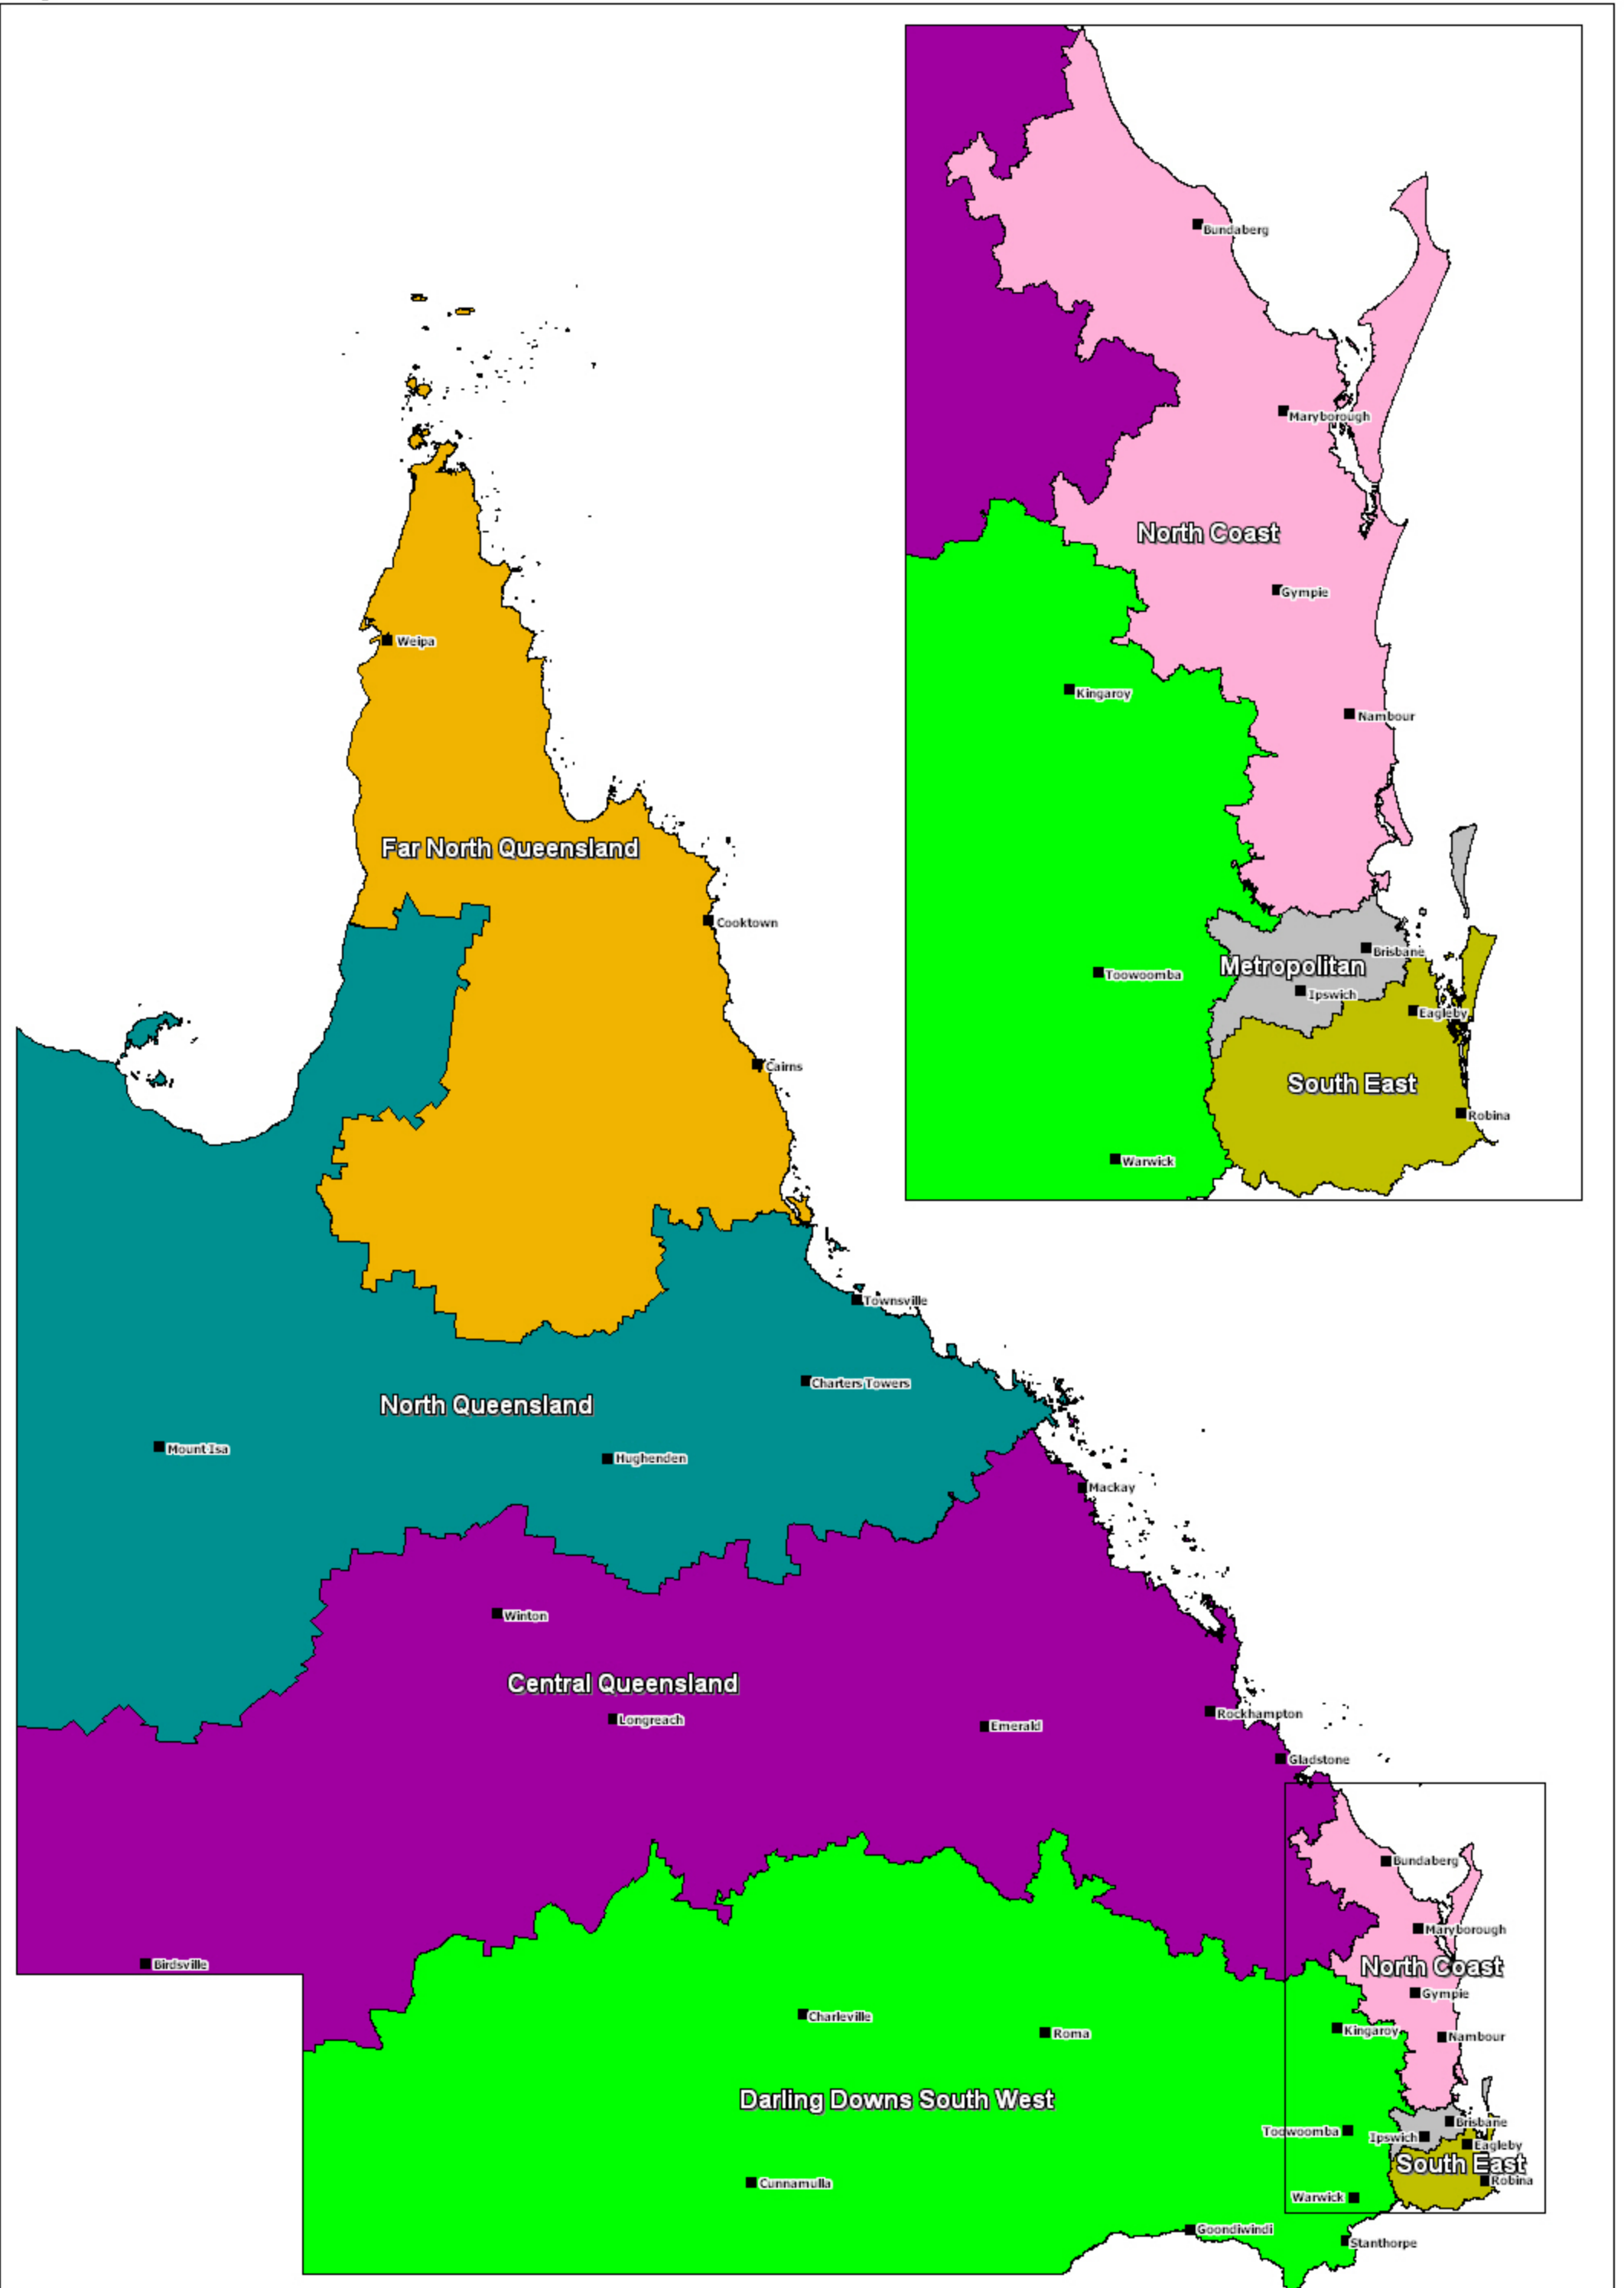 Bundaberg
Maryborough
North Coast
Gympie
Kingaroy
Nambour
Brisbane
Metropolitan
Toowoomba
Ipswich
Eagleby
South East
Robina
Warwick
Weipa
Far North Queensland
Cooktown
Cairns
Townsville
Charters Towers
North Queensland
Mount Isa
Hughenden
Mackay
Winton
Central Queensland
Longreach
Emerald
Rockhampton
Gladstone
Bundaberg
Maryborough
Birdsville
North Coast
Gympie
Charleville
Roma
Kingaroy
Nambour
Darling Downs South West
Brisbane
Toowoomba
Ipswich
Eagleby
South East
Robina
Cunnamulla
Warwick
Goondiwindi
Stanthorpe